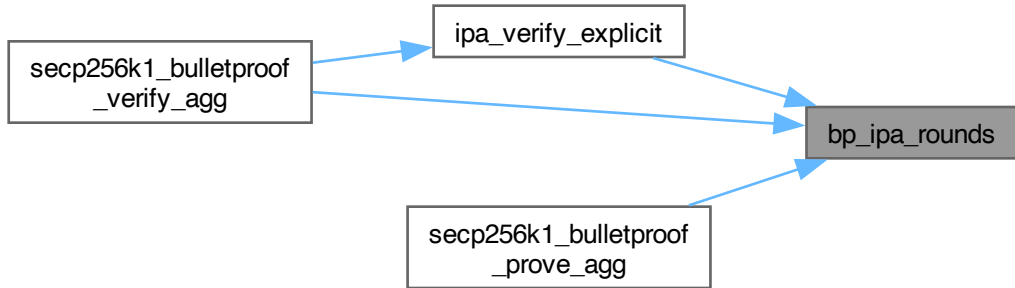 ipa_verify_explicit
secp256k1_bulletproof
_verify_agg
bp_ipa_rounds
secp256k1_bulletproof
_prove_agg